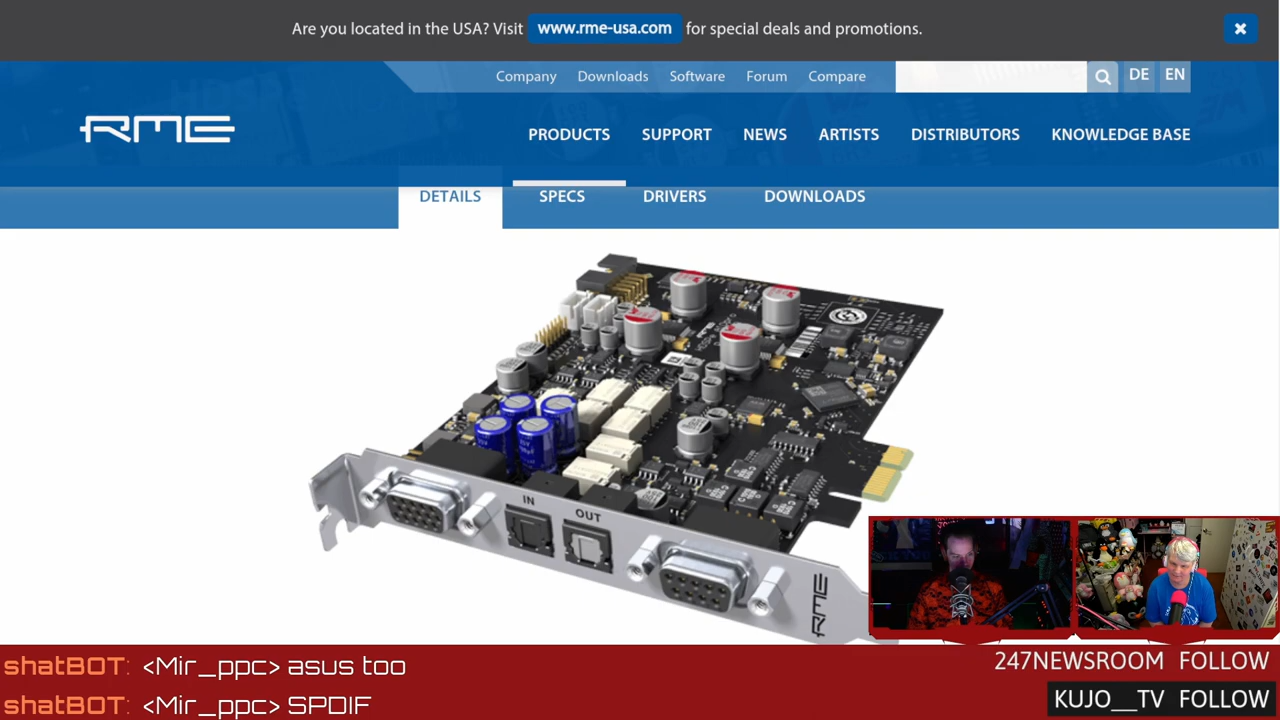 Are you located in the USA? Visit www.rme-usa.com for special deals and promotions.
Company Downloads Software Forum Compare
DE EN
RME
PRODUCTS SUPPORT NEWS ARTISTS DISTRIBUTORS KNOWLEDGE BASE
DETAILS SPECS DRIVERS DOWNLOADS
IN
OUT
RME
shatBOT: <Mir_ppc> asus too
shatBOT: <Mir_ppc> SPDIF
247NEWSROOM FOLLOW
KUJO__TV FOLLOW